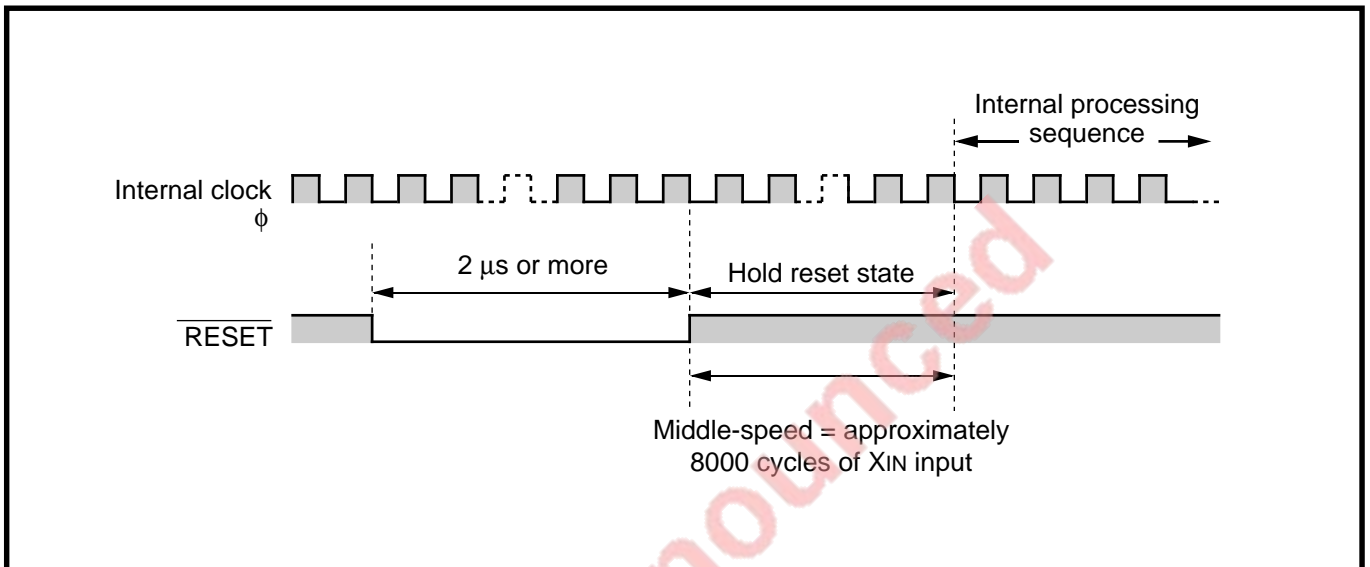 Internal processing
sequence
Internal clock
ϕ
2 μs or more
Hold reset state
RESET
Middle-speed = approximately
8000 cycles of XIN input
nounced